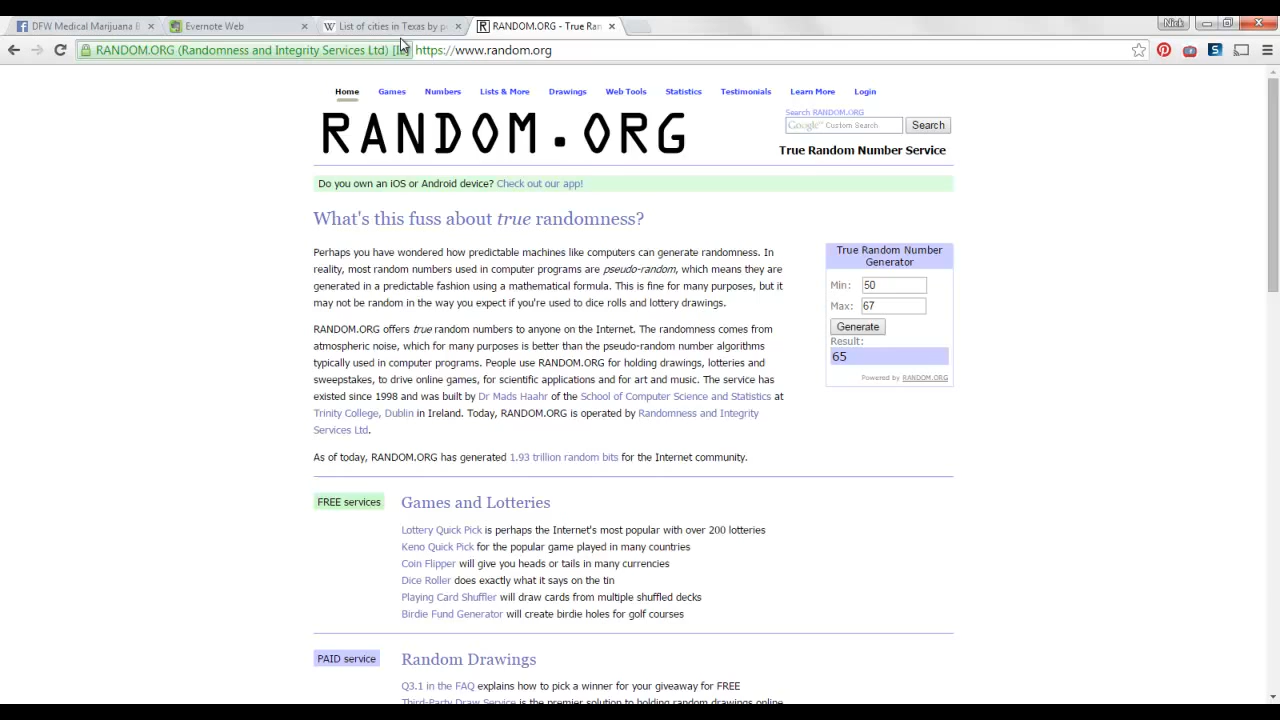 DFW Medical Marijuana B
Evernote Web
List of cities in Texas by p
RANDOM.ORG - True Ran
Nick
RANDOM.ORG (Randomness and Integrity Services Ltd)
https://www.random.org
Home Games Numbers Lists & More Drawings Web Tools Statistics Testimonials Learn More Login
RANDOM.ORG
Search RANDOM.ORG
Google™ Custom Search
Search
True Random Number Service
Do you own an iOS or Android device? Check out our app!
What's this fuss about true randomness?
Perhaps you have wondered how predictable machines like computers can generate randomness. In
reality, most random numbers used in computer programs are pseudo-random, which means they are
generated in a predictable fashion using a mathematical formula. This is fine for many purposes, but it
may not be random in the way you expect if you're used to dice rolls and lottery drawings.
RANDOM.ORG offers true random numbers to anyone on the Internet. The randomness comes from
atmospheric noise, which for many purposes is better than the pseudo-random number algorithms
typically used in computer programs. People use RANDOM.ORG for holding drawings, lotteries and
sweepstakes, to drive online games, for scientific applications and for art and music. The service has
existed since 1998 and was built by Dr Mads Haahr of the School of Computer Science and Statistics at
Trinity College, Dublin in Ireland. Today, RANDOM.ORG is operated by Randomness and Integrity
Services Ltd.
As of today, RANDOM.ORG has generated 1.93 trillion random bits for the Internet community.
True Random Number
Generator
Min: 50
Max: 67
Generate
Result:
65
Powered by RANDOM.ORG
FREE services
Games and Lotteries
Lottery Quick Pick is perhaps the Internet's most popular with over 200 lotteries
Keno Quick Pick for the popular game played in many countries
Coin Flipper will give you heads or tails in many currencies
Dice Roller does exactly what it says on the tin
Playing Card Shuffler will draw cards from multiple shuffled decks
Birdie Fund Generator will create birdie holes for golf courses
PAID service
Random Drawings
Q3.1 in the FAQ explains how to pick a winner for your giveaway for FREE
Third-Party Draw Service is the premier solution to holding random drawings online